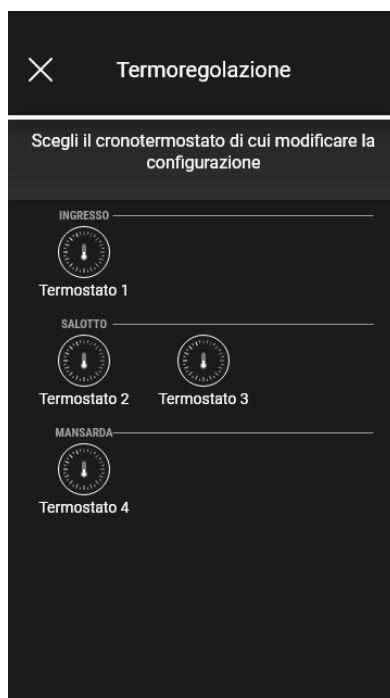 Termoregolazione
Scegli il cronotermostato di cui modificare la
configurazione
INGRESSO
Termostato 1
SALOTTO
Termostato 2 Termostato 3
MANSARDA
Termostato 4